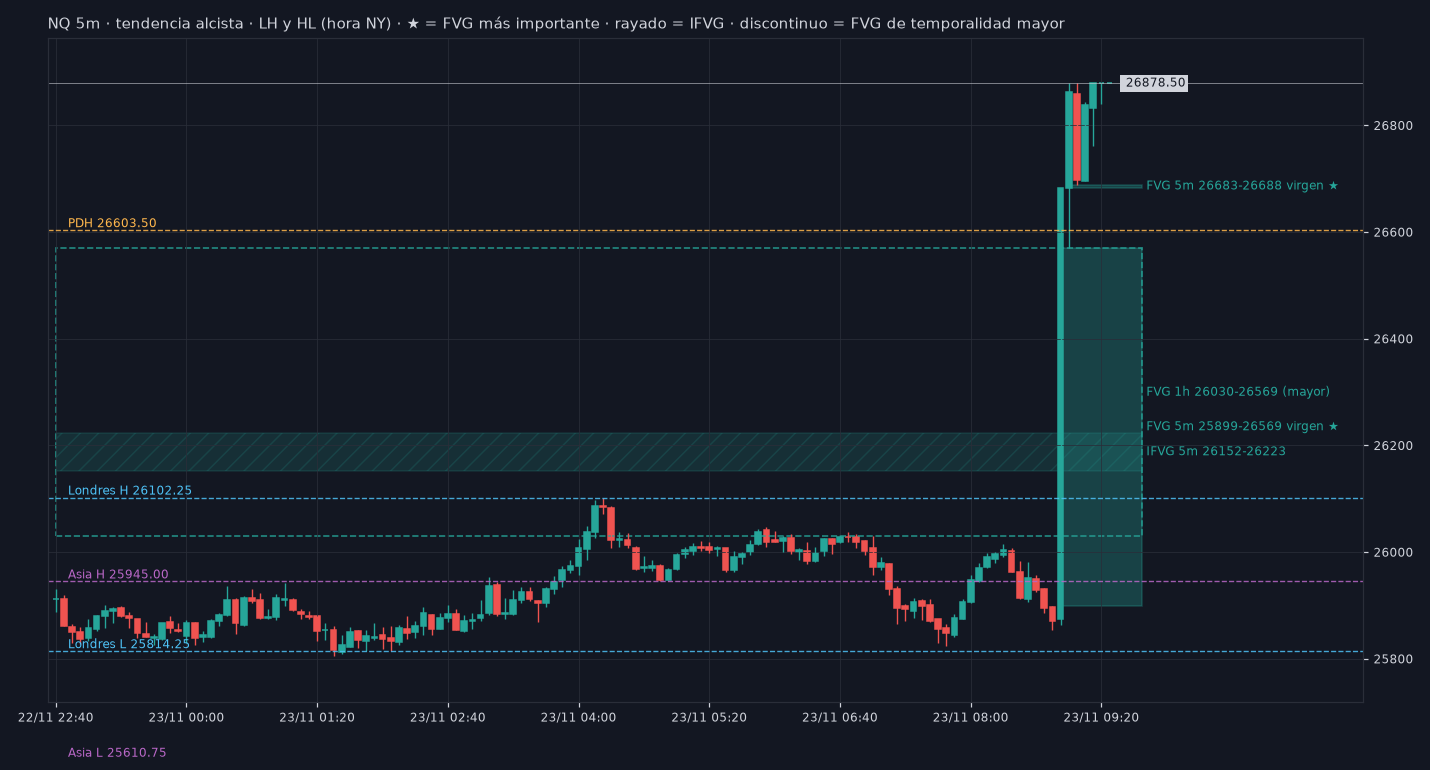 NQ 5m · tendencia alcista · LH y HL (hora NY) · ★ = FVG más importante · rayado = IFVG · discontinuo = FVG de temporalidad mayor
26878.50
26800
FVG 5m 26683-26688 virgen ★
PDH 26603.50
26600
26400
FVG 1h 26030-26569 (mayor)
FVG 5m 25899-26569 virgen ★
IFVG 5m 26152-26223
26200
Londres H 26102.25
26000
Asia H 25945.00
Londres L 25814.25
25800
22/11 22:40 23/11 00:00 23/11 01:20 23/11 02:40 23/11 04:00 23/11 05:20 23/11 06:40 23/11 08:00 23/11 09:20
Asia L 25610.75